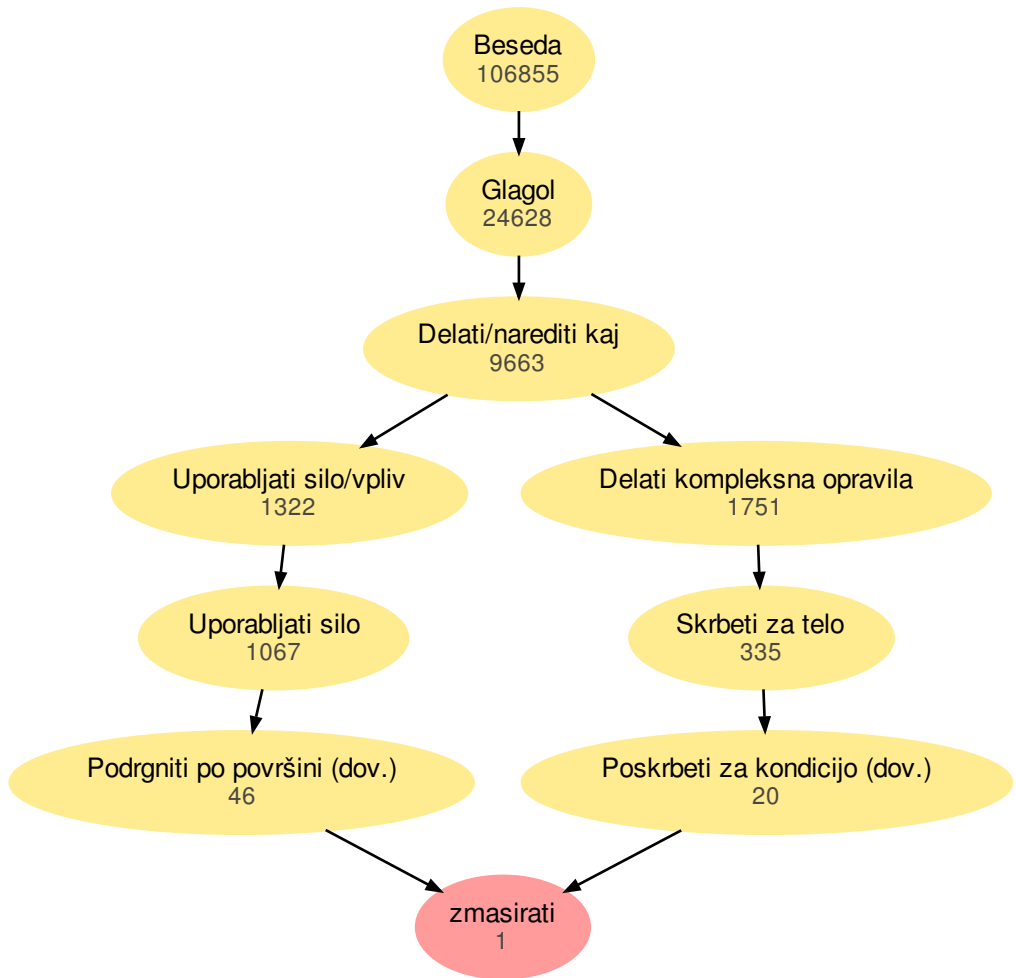 Beseda
106855
Glagol
24628
Delati/narediti kaj
9663
Uporabljati silo/vpliv
1322
Delati kompleksna opravila
1751
Uporabljati silo
1067
Skrbeti za telo
335
Podrgniti po površini (dov.)
46
Poskrbeti za kondicijo (dov.)
20
zmasirati
1